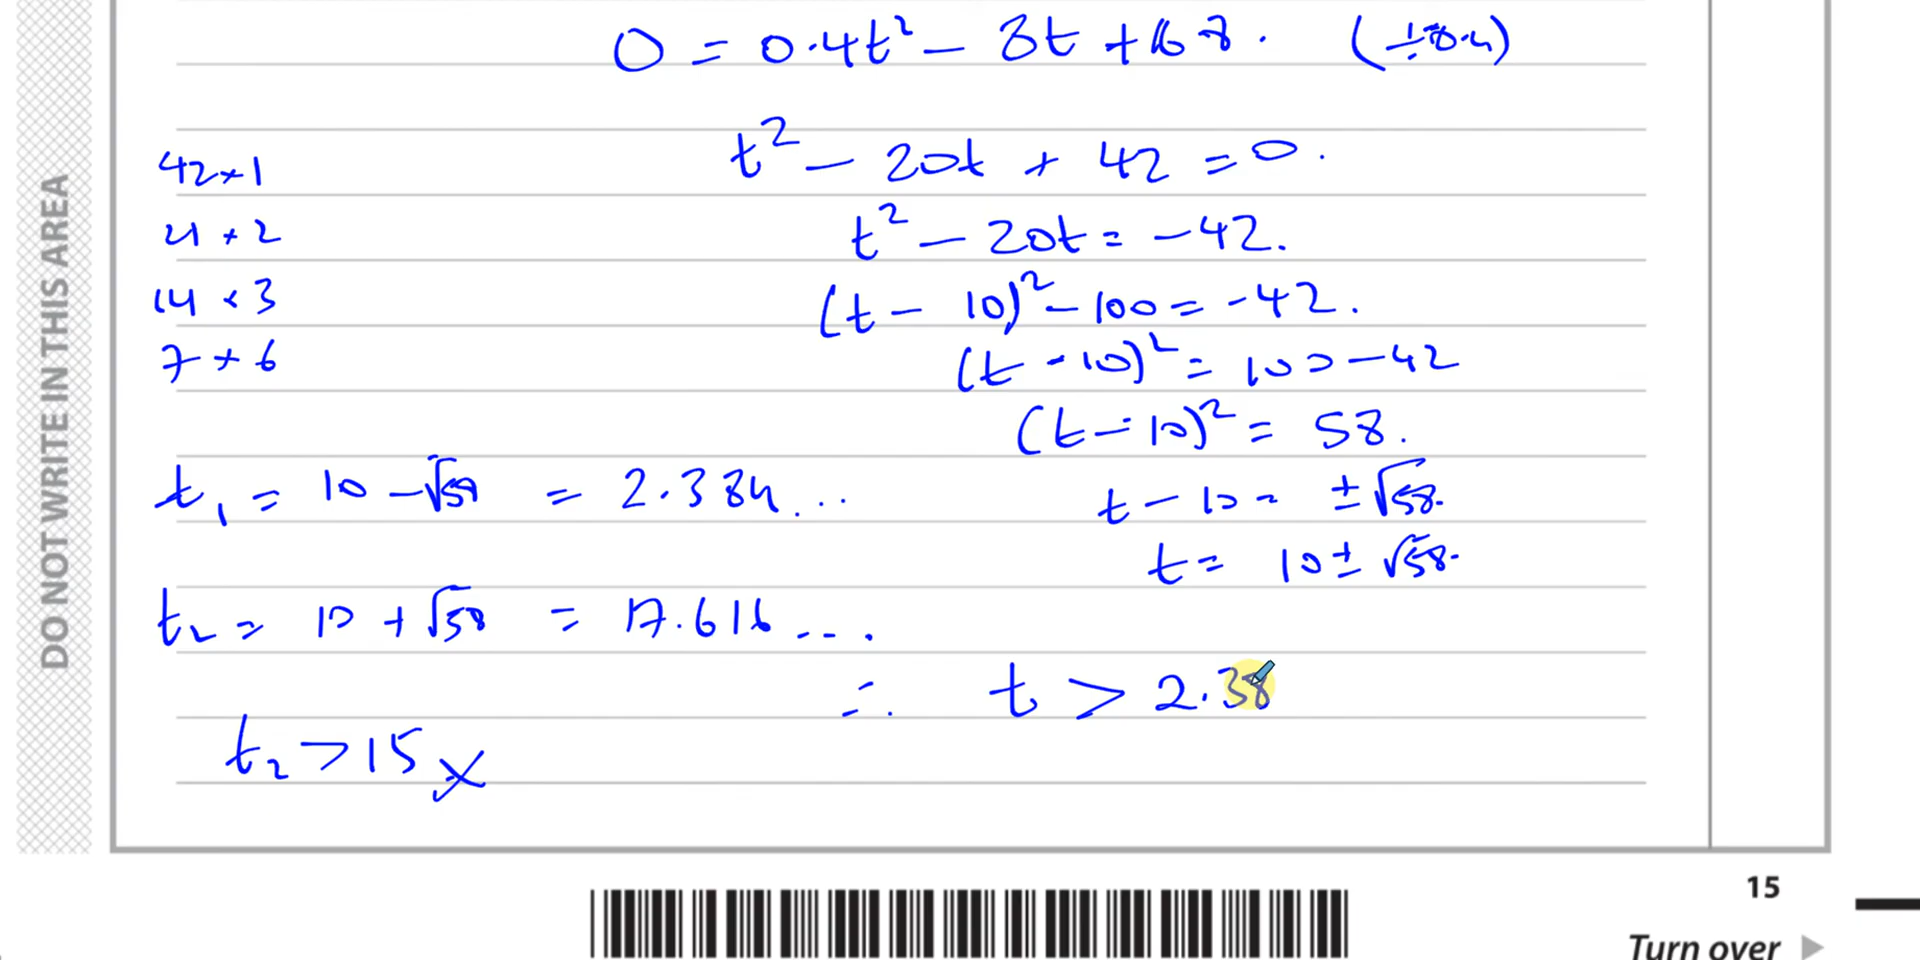 DO NOT WRITE IN THIS AREA
0 = 0.4t² - 8t + 16.8. (÷0.4)
t² - 20t + 42 = 0.
t² - 20t = -42.
(t - 10)² - 100 = -42.
(t - 10)² = 100 - 42
(t - 10)² = 58.
t - 10 = ±√58.
t = 10 ± √58.
42 × 1
21 × 2
14 × 3
7 × 6
t₁ = 10 - √58 = 2.384...
t₂ = 10 + √58 = 17.616....
t₂ > 15 ×
∴ t > 2.38
15
Turn over